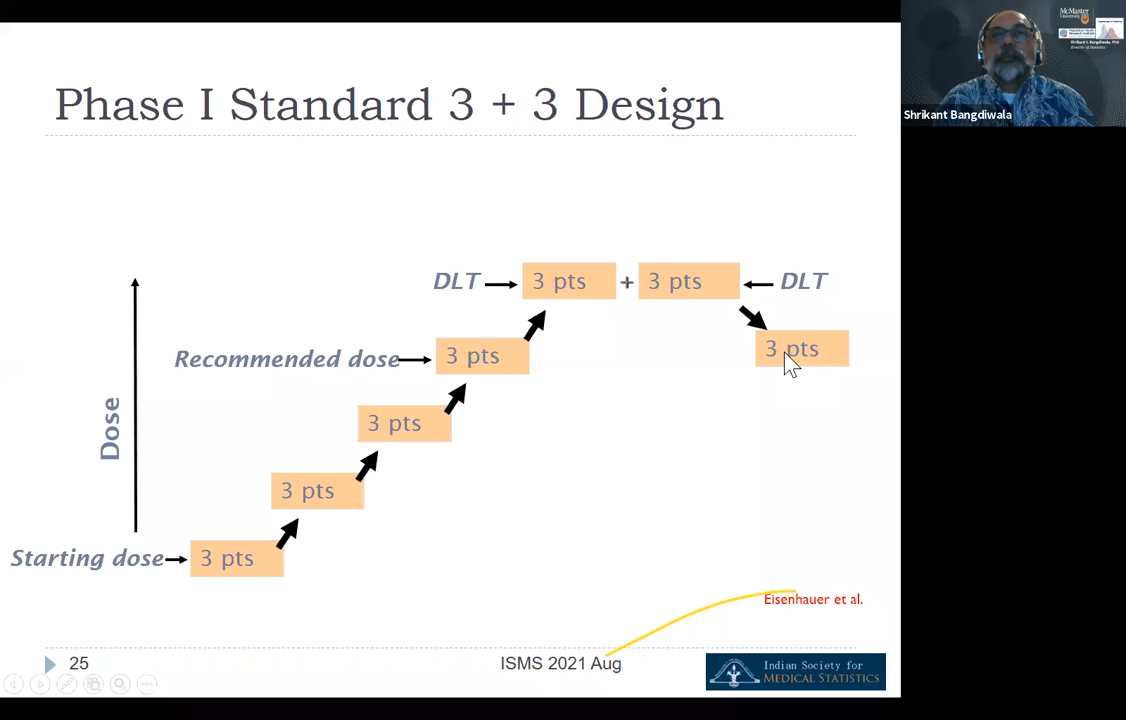 Phase I Standard 3 + 3 Design
DLT
3 pts
+
3 pts
DLT
3 pts
Recommended dose
3 pts
3 pts
Dose
3 pts
Starting dose
3 pts
Eisenhauer et al.
25
ISMS 2021 Aug
Indian Society for
MEDICAL STATISTICS
McMaster
University
Shrikant Bangdiwala